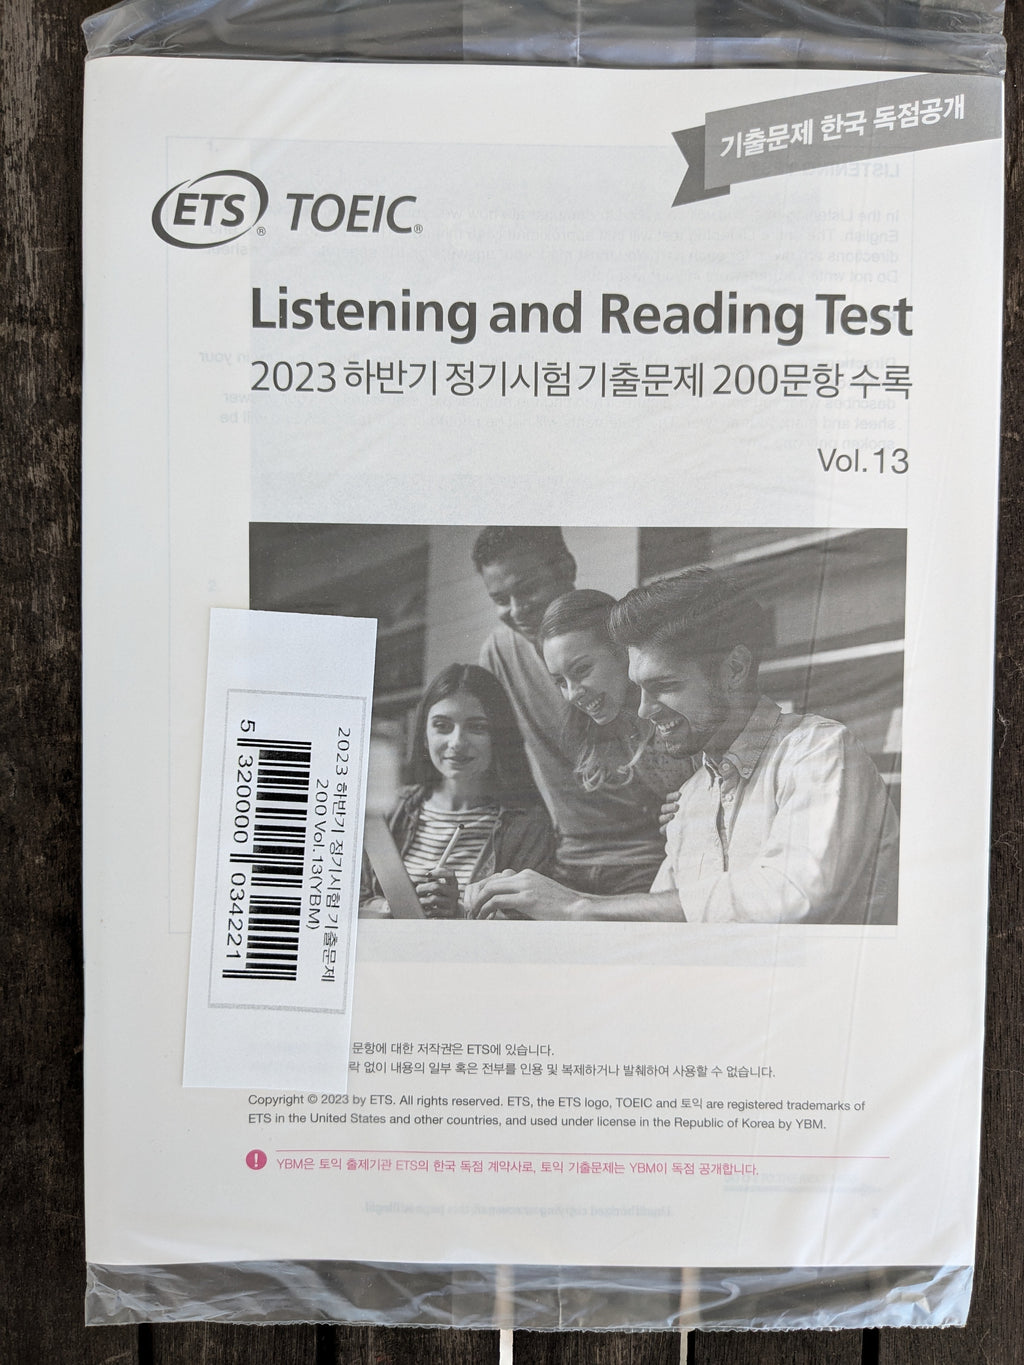 기출문제 한국 독점공개
ETS® TOEIC®
Listening and Reading Test
2023 하반기 정기시험 기출문제 200문항 수록
Vol.13
2023 하반기 정기시험 기출문제
200 Vol.13(YBM)
5 320000 034221
문항에 대한 저작권은 ETS에 있습니다.
락 없이 내용의 일부 혹은 전부를 인용 및 복제하거나 발췌하여 사용할 수 없습니다.
Copyright © 2023 by ETS. All rights reserved. ETS, the ETS logo, TOEIC and 토익 are registered trademarks of
ETS in the United States and other countries, and used under license in the Republic of Korea by YBM.
! YBM은 토익 출제기관 ETS의 한국 독점 계약사로, 토익 기출문제는 YBM이 독점 공개합니다.